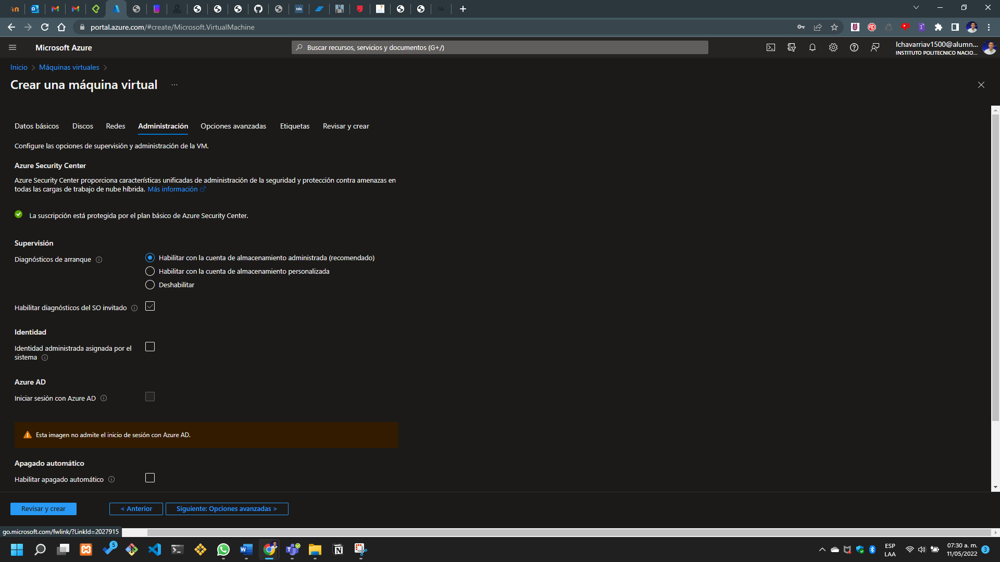 tds
portal.azure.com/#create/Microsoft.VirtualMachine
Microsoft Azure
Buscar recursos, servicios y documentos (G+/)
lchavarriav1500@alumn...
INSTITUTO POLITECNICO NACIO...
Inicio > Máquinas virtuales >
Crear una máquina virtual ...
Datos básicos Discos Redes Administración Opciones avanzadas Etiquetas Revisar y crear
Configure las opciones de supervisión y administración de la VM.
Azure Security Center
Azure Security Center proporciona características unificadas de administración de la seguridad y protección contra amenazas en
todas las cargas de trabajo de nube híbrida. Más información
La suscripción está protegida por el plan básico de Azure Security Center.
Supervisión
Diagnósticos de arranque
Habilitar con la cuenta de almacenamiento administrada (recomendado)
Habilitar con la cuenta de almacenamiento personalizada
Deshabilitar
Habilitar diagnósticos del SO invitado
Identidad
Identidad administrada asignada por el
sistema
Azure AD
Iniciar sesión con Azure AD
Esta imagen no admite el inicio de sesión con Azure AD.
Apagado automático
Habilitar apagado automático
Revisar y crear < Anterior Siguiente: Opciones avanzadas >
go.microsoft.com/fwlink/?LinkId=2027915
5
ESP
LAA
07:30 a. m.
11/05/2022
3